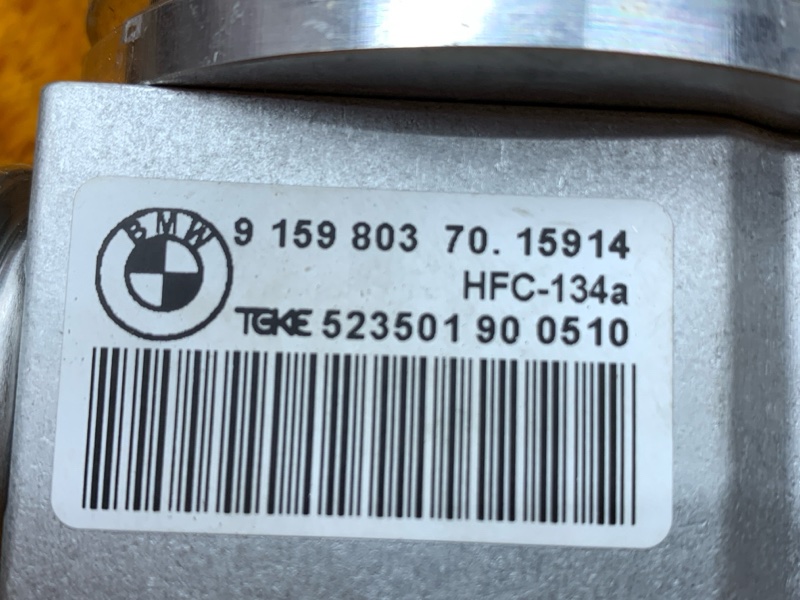 BMW
9 159 803 70. 15914
HFC-134a
TGKE 523501 90 0510